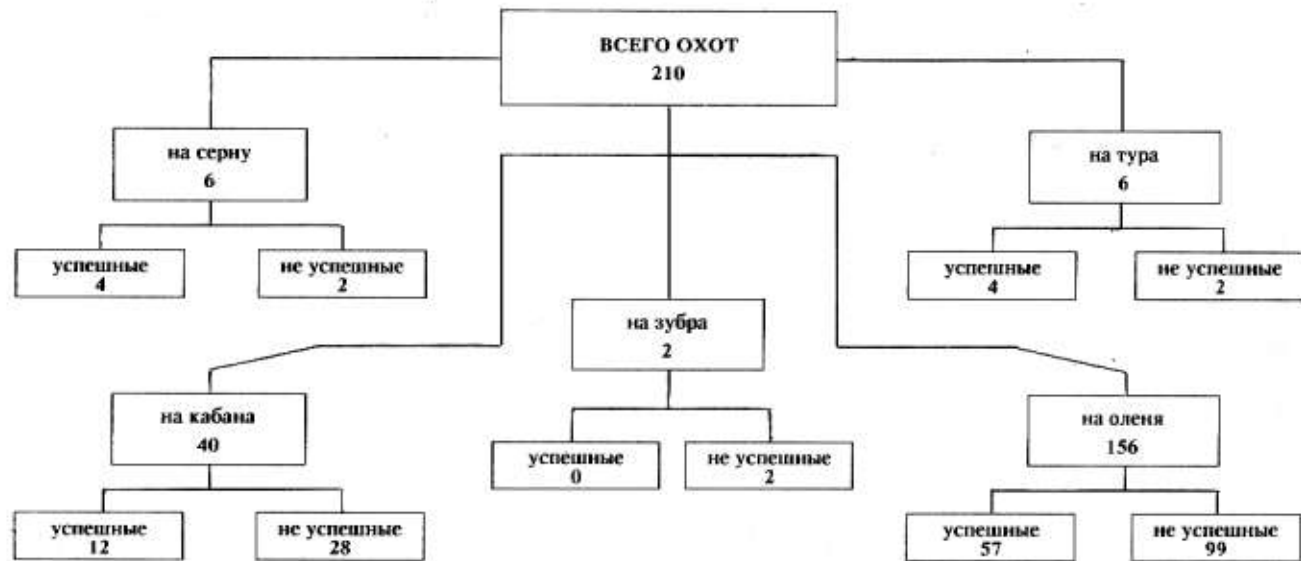 ВСЕГО ОХОТ
210
на серну
6
на тура
6
успешные
4
не успешные
2
успешные
4
не успешные
2
на зубра
2
на кабана
40
на оленя
156
успешные
0
не успешные
2
успешные
12
не успешные
28
успешные
57
не успешные
99